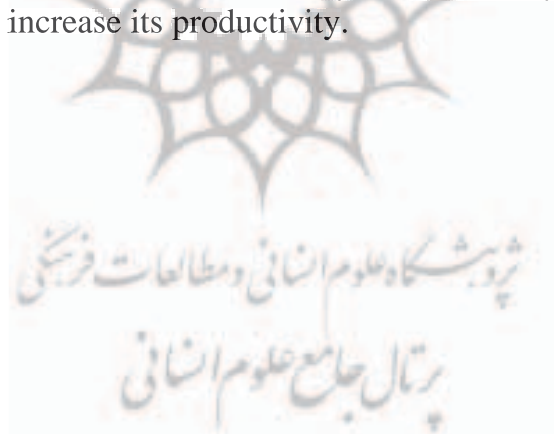 increase its productivity.
پژوهشگاه علوم انسانی و مطالعات فرهنگی
پرتال جامع علوم انسانی